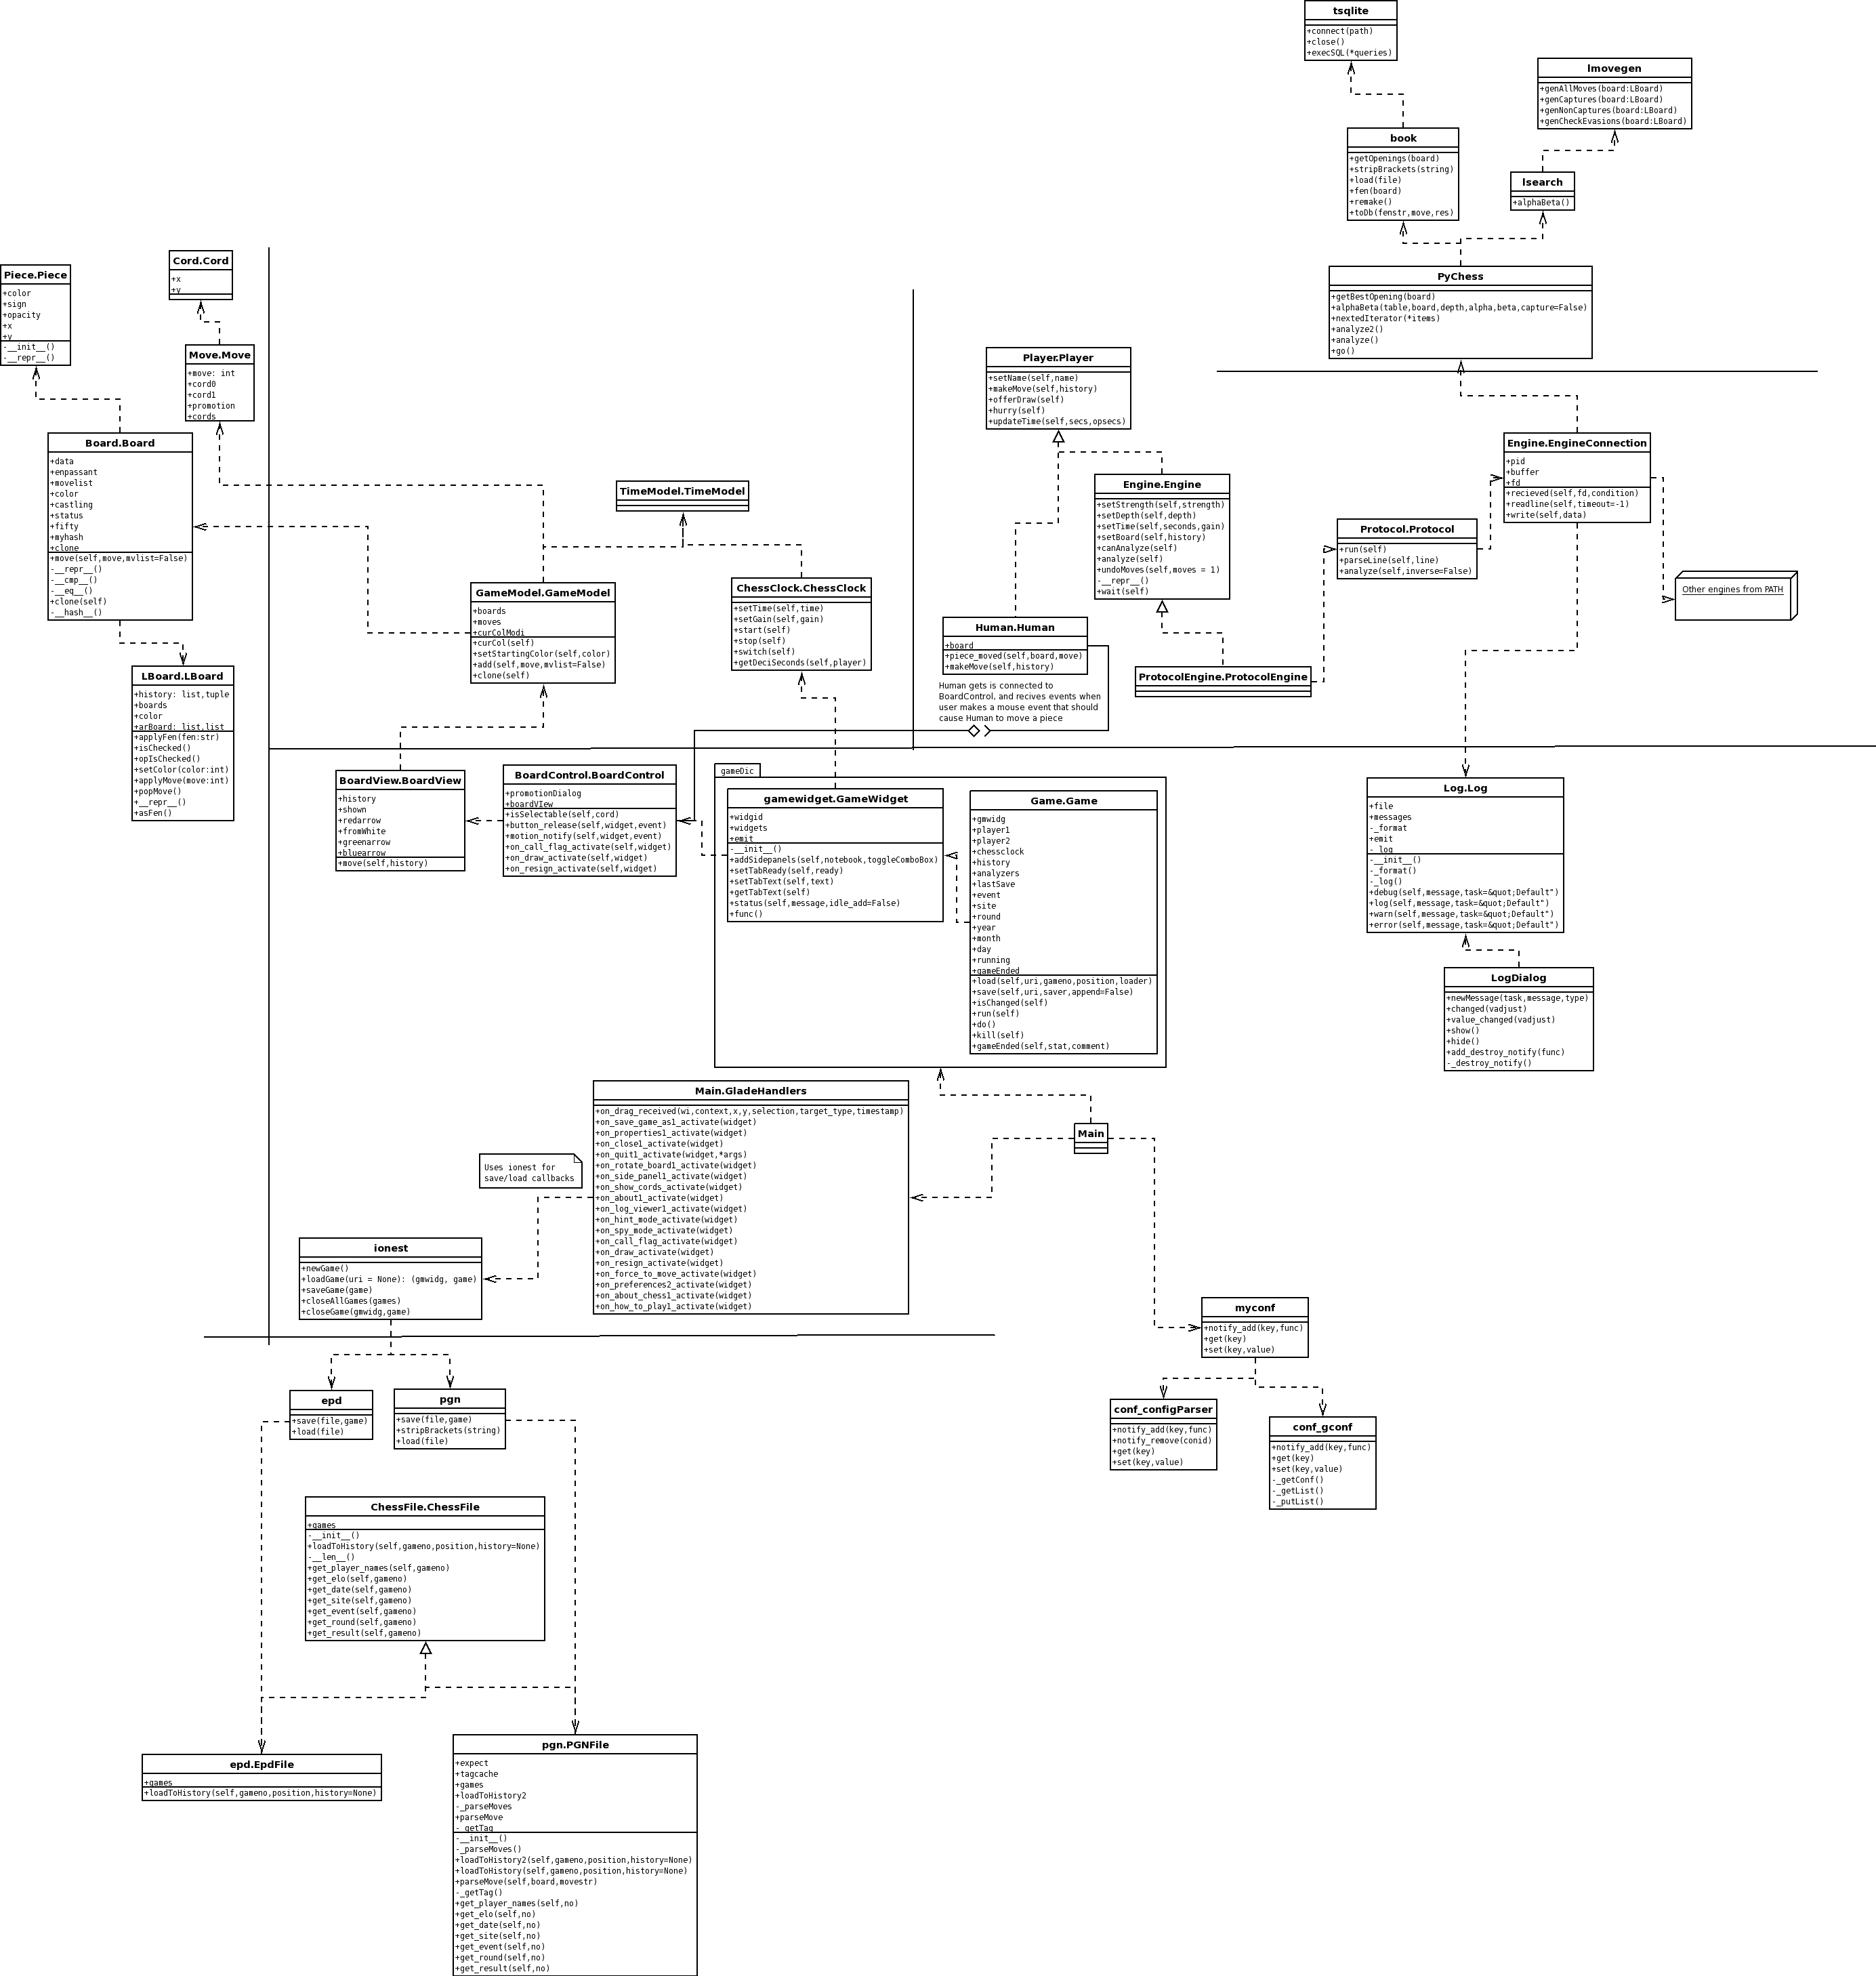 tsqlite
+connect(path)
+close()
+execSQL(*queries)
lmovegen
+genAllMoves(board:LBoard)
+genCaptures(board:LBoard)
+genNonCaptures(board:LBoard)
+genCheckEvasions(board:LBoard)
book
+getOpenings(board)
+stripBrackets(string)
+load(file)
+fen(board)
+remake()
+toDb(fenstr,move,res)
lsearch
+alphaBeta()
Piece.Piece
+color
+sign
+opacity
+x
+y
-__init__()
-__repr__()
Cord.Cord
+x
+y
Move.Move
+move: int
+cord0
+cord1
+promotion
+cords
PyChess
+getBestOpening(board)
+alphaBeta(table,board,depth,alpha,beta,capture=False)
+nextedIterator(*items)
+analyze2()
+analyze()
+go()
Player.Player
+setName(self,name)
+makeMove(self,history)
+offerDraw(self)
+hurry(self)
+updateTime(self,secs,opsecs)
Board.Board
+data
+enpassant
+movelist
+color
+castling
+status
+fifty
+myhash
+clone
+move(self,move,mvlist=False)
-__repr__()
-__cmp__()
-__eq__()
+clone(self)
-__hash__()
TimeModel.TimeModel
Engine.Engine
+setStrength(self,strength)
+setDepth(self,depth)
+setTime(self,seconds,gain)
+setBoard(self,history)
+canAnalyze(self)
+analyze(self)
+undoMoves(self,moves = 1)
-__repr__()
+wait(self)
Engine.EngineConnection
+pid
+buffer
+fd
+recieved(self,fd,condition)
+readline(self,timeout=-1)
+write(self,data)
Protocol.Protocol
+run(self)
+parseLine(self,line)
+analyze(self,inverse=False)
Other engines from PATH
GameModel.GameModel
+boards
+moves
+curColModi
+curCol(self)
+setStartingColor(self,color)
+add(self,move,mvlist=False)
+clone(self)
ChessClock.ChessClock
+setTime(self,time)
+setGain(self,gain)
+start(self)
+stop(self)
+switch(self)
+getDeciSeconds(self,player)
Human.Human
+board
+piece_moved(self,board,move)
+makeMove(self,history)
Human gets is connected to
BoardControl, and recives events when
user makes a mouse event that should
cause Human to move a piece
ProtocolEngine.ProtocolEngine
LBoard.LBoard
+history: list,tuple
+boards
+color
+arBoard: list,list
+applyFen(fen:str)
+isChecked()
+opIsChecked()
+setColor(color:int)
+applyMove(move:int)
+popMove()
+__repr__()
+asFen()
BoardView.BoardView
+history
+shown
+redarrow
+fromWhite
+greenarrow
+bluearrow
+move(self,history)
BoardControl.BoardControl
+promotionDialog
+boardVIew
+isSelectable(self,cord)
+button_release(self,widget,event)
+motion_notify(self,widget,event)
+on_call_flag_activate(self,widget)
+on_draw_activate(self,widget)
+on_resign_activate(self,widget)
gameDic
gamewidget.GameWidget
+widgid
+widgets
+emit
-__init__()
+addSidepanels(self,notebook,toggleComboBox)
+setTabReady(self,ready)
+setTabText(self,text)
+getTabText(self)
+status(self,message,idle_add=False)
+func()
Game.Game
+gmwidg
+player1
+player2
+chessclock
+history
+analyzers
+lastSave
+event
+site
+round
+year
+month
+day
+running
+gameEnded
+load(self,uri,gameno,position,loader)
+save(self,uri,saver,append=False)
+isChanged(self)
+run(self)
+do()
+kill(self)
+gameEnded(self,stat,comment)
Log.Log
+file
+messages
-_format
+emit
-_log
-__init__()
-_format()
-_log()
+debug(self,message,task=&quot;Default")
+log(self,message,task=&quot;Default")
+warn(self,message,task=&quot;Default")
+error(self,message,task=&quot;Default")
LogDialog
+newMessage(task,message,type)
+changed(vadjust)
+value_changed(vadjust)
+show()
+hide()
+add_destroy_notify(func)
-_destroy_notify()
Main.GladeHandlers
+on_drag_received(wi,context,x,y,selection,target_type,timestamp)
+on_save_game_as1_activate(widget)
+on_properties1_activate(widget)
+on_close1_activate(widget)
+on_quit1_activate(widget,*args)
+on_rotate_board1_activate(widget)
+on_side_panel1_activate(widget)
+on_show_cords_activate(widget)
+on_about1_activate(widget)
+on_log_viewer1_activate(widget)
+on_hint_mode_activate(widget)
+on_spy_mode_activate(widget)
+on_call_flag_activate(widget)
+on_draw_activate(widget)
+on_resign_activate(widget)
+on_force_to_move_activate(widget)
+on_preferences2_activate(widget)
+on_about_chess1_activate(widget)
+on_how_to_play1_activate(widget)
Main
Uses ionest for
save/load callbacks
ionest
+newGame()
+loadGame(uri = None): (gmwidg, game)
+saveGame(game)
+closeAllGames(games)
+closeGame(gmwidg,game)
myconf
+notify_add(key,func)
+get(key)
+set(key,value)
epd
+save(file,game)
+load(file)
pgn
+save(file,game)
+stripBrackets(string)
+load(file)
conf_configParser
+notify_add(key,func)
+notify_remove(conid)
+get(key)
+set(key,value)
conf_gconf
+notify_add(key,func)
+get(key)
+set(key,value)
-_getConf()
-_getList()
-_putList()
ChessFile.ChessFile
+games
-__init__()
+loadToHistory(self,gameno,position,history=None)
-__len__()
+get_player_names(self,gameno)
+get_elo(self,gameno)
+get_date(self,gameno)
+get_site(self,gameno)
+get_event(self,gameno)
+get_round(self,gameno)
+get_result(self,gameno)
epd.EpdFile
+games
+loadToHistory(self,gameno,position,history=None)
pgn.PGNFile
+expect
+tagcache
+games
+loadToHistory2
-_parseMoves
+parseMove
-_getTag
-__init__()
-_parseMoves()
+loadToHistory2(self,gameno,position,history=None)
+loadToHistory(self,gameno,position,history=None)
+parseMove(self,board,movestr)
-_getTag()
+get_player_names(self,no)
+get_elo(self,no)
+get_date(self,no)
+get_site(self,no)
+get_event(self,no)
+get_round(self,no)
+get_result(self,no)